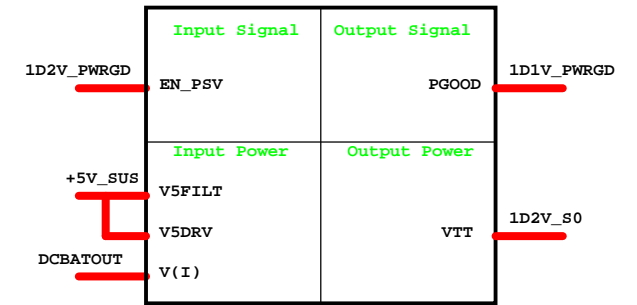 Input Signal Output Signal
1D2V_PWRGD EN_PSV PGOOD 1D1V_PWRGD
Input Power Output Power
+5V_SUS V5FILT
V5DRV VTT 1D2V_S0
DCBATOUT V(I)